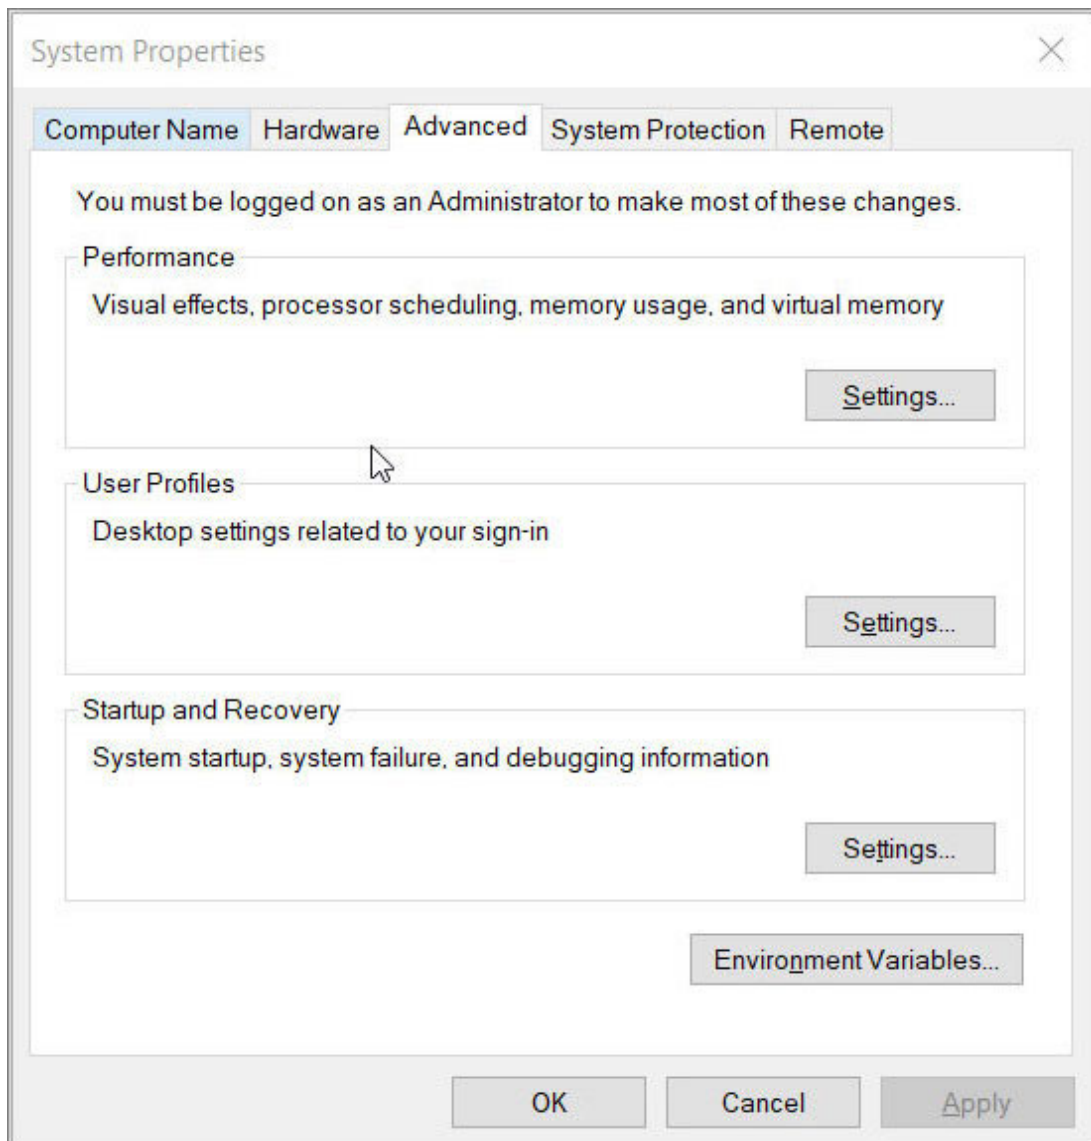 System Properties
Computer Name Hardware Advanced System Protection Remote
You must be logged on as an Administrator to make most of these changes.
Performance
Visual effects, processor scheduling, memory usage, and virtual memory
Settings...
User Profiles
Desktop settings related to your sign-in
Settings...
Startup and Recovery
System startup, system failure, and debugging information
Settings...
Environment Variables...
OK Cancel Apply